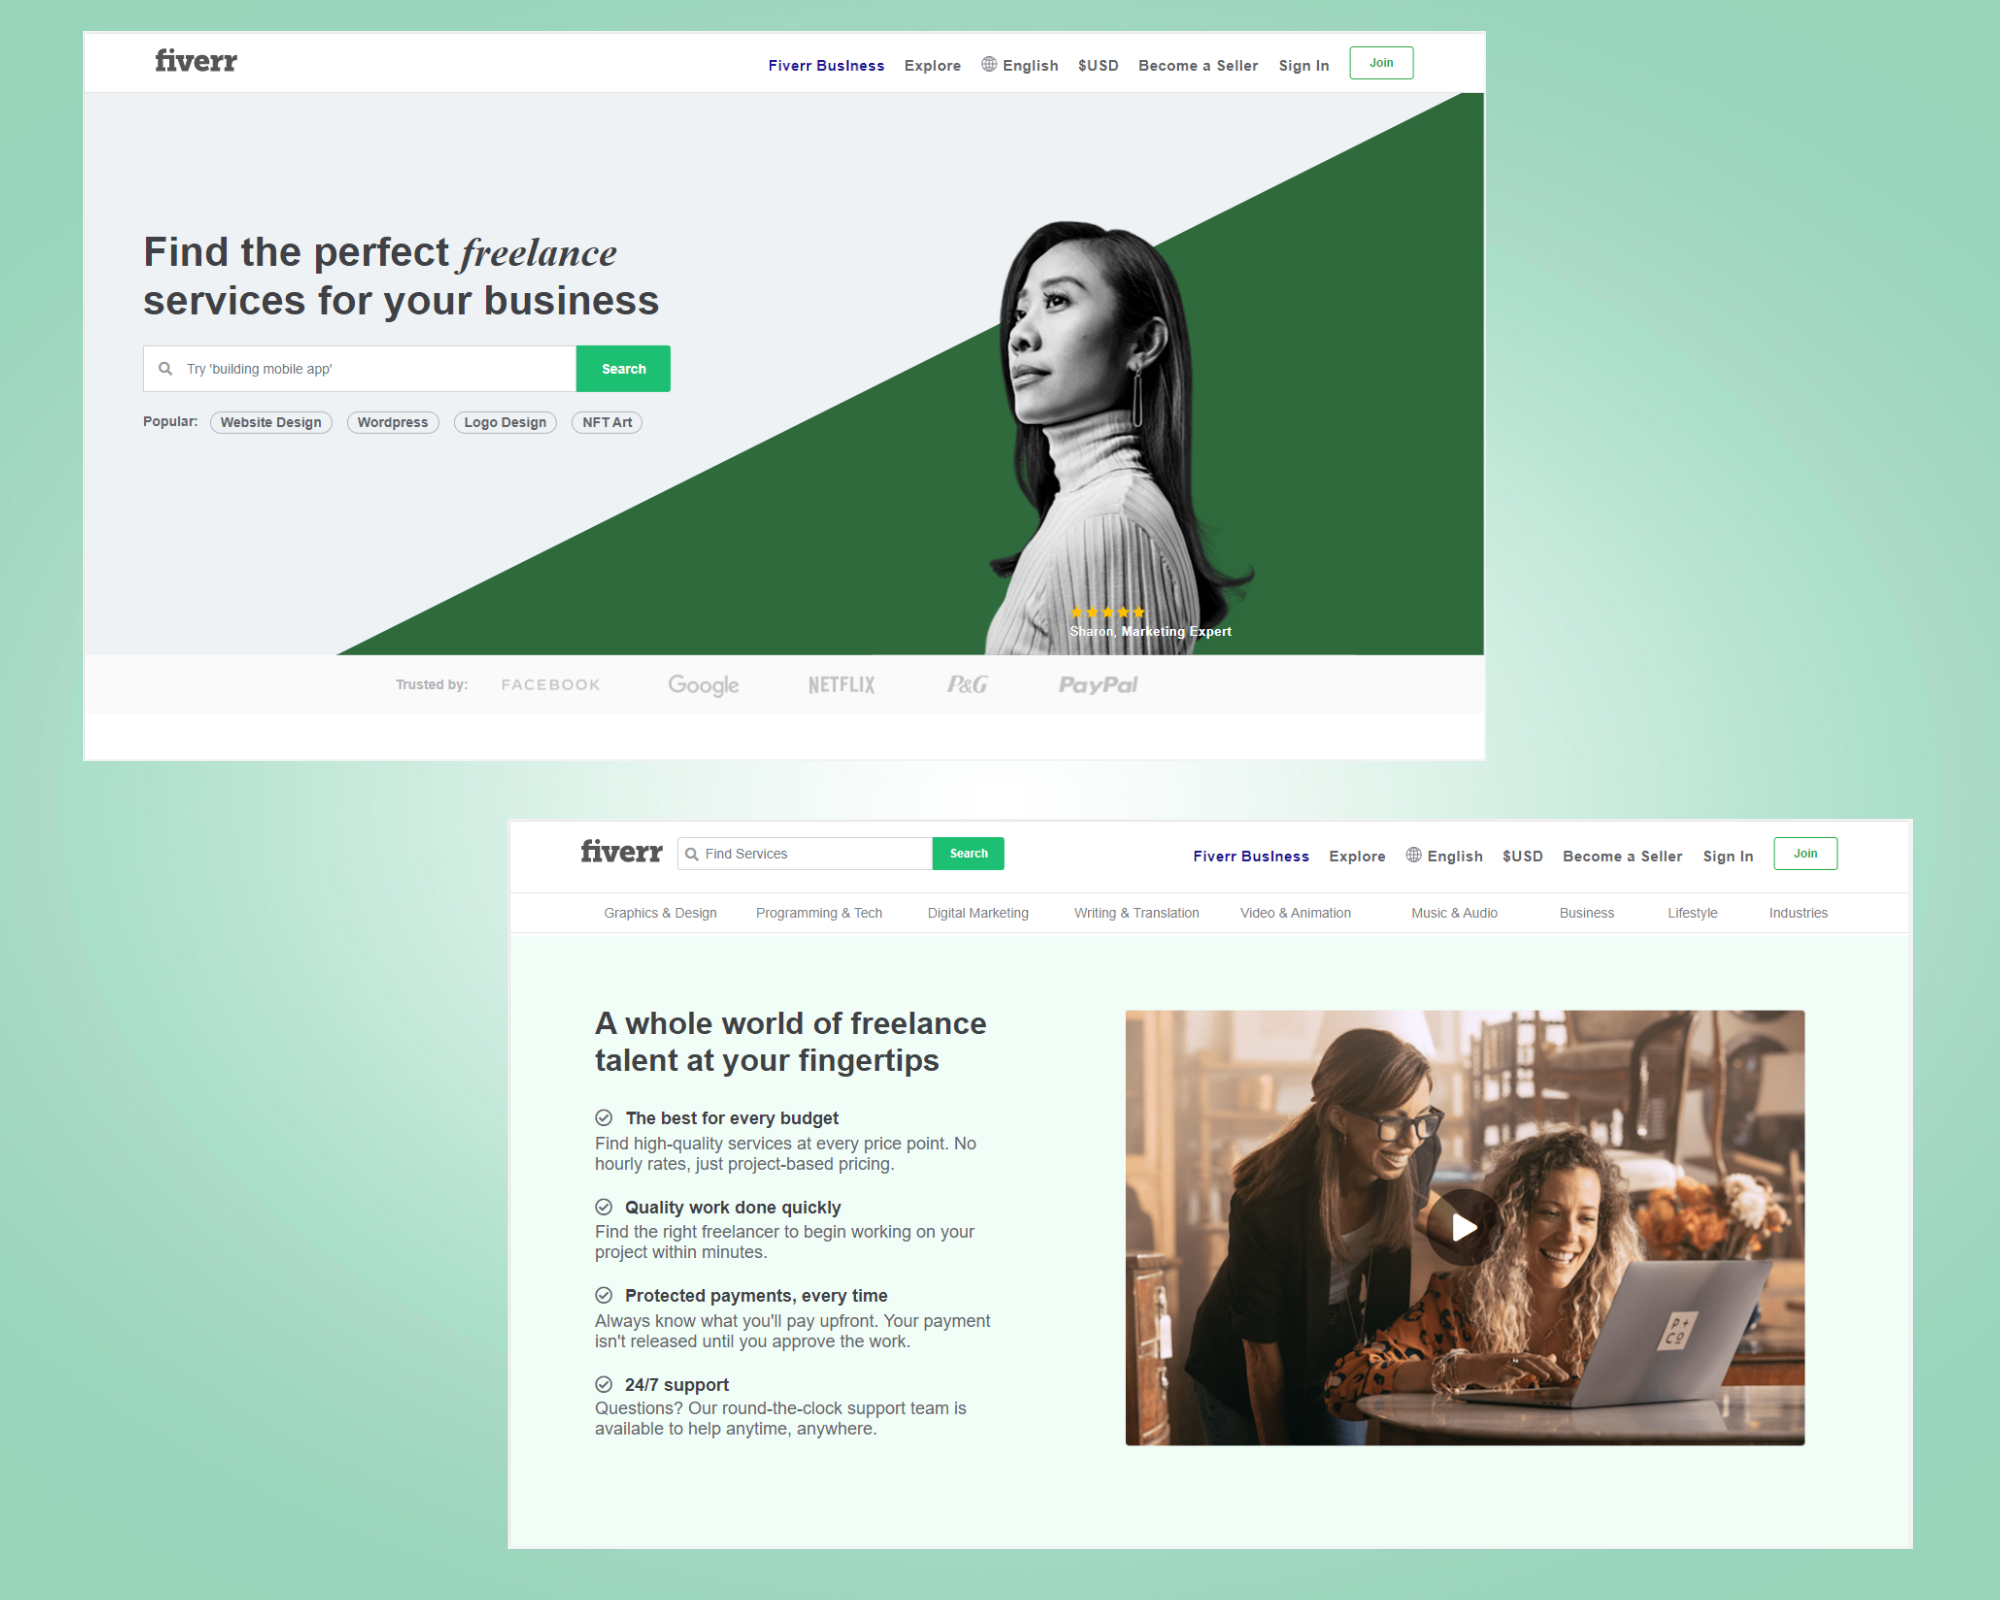 fiverr
Fiverr BusIness Explore English $USD Become a Seller Sign In Join
Find the perfect freelance
services for your business
Try 'building mobile app' Search
Popular: Website Design Wordpress Logo Design NFT Art
Sharon, Marketing Expert
Trusted by: FACEBOOK Google NETFLIX P&G PayPal
fiverr Find Services Search Fiverr BusIness Explore English $USD Become a Seller Sign In Join
Graphics & Design Programming & Tech Digital Marketing Writing & Translation Video & Animation Music & Audio Business Lifestyle Industries
A whole world of freelance
talent at your fingertips
The best for every budget
Find high-quality services at every price point. No
hourly rates, just project-based pricing.
Quality work done quickly
Find the right freelancer to begin working on your
project within minutes.
Protected payments, every time
Always know what you'll pay upfront. Your payment
isn't released until you approve the work.
24/7 support
Questions? Our round-the-clock support team is
available to help anytime, anywhere.
P+
CO